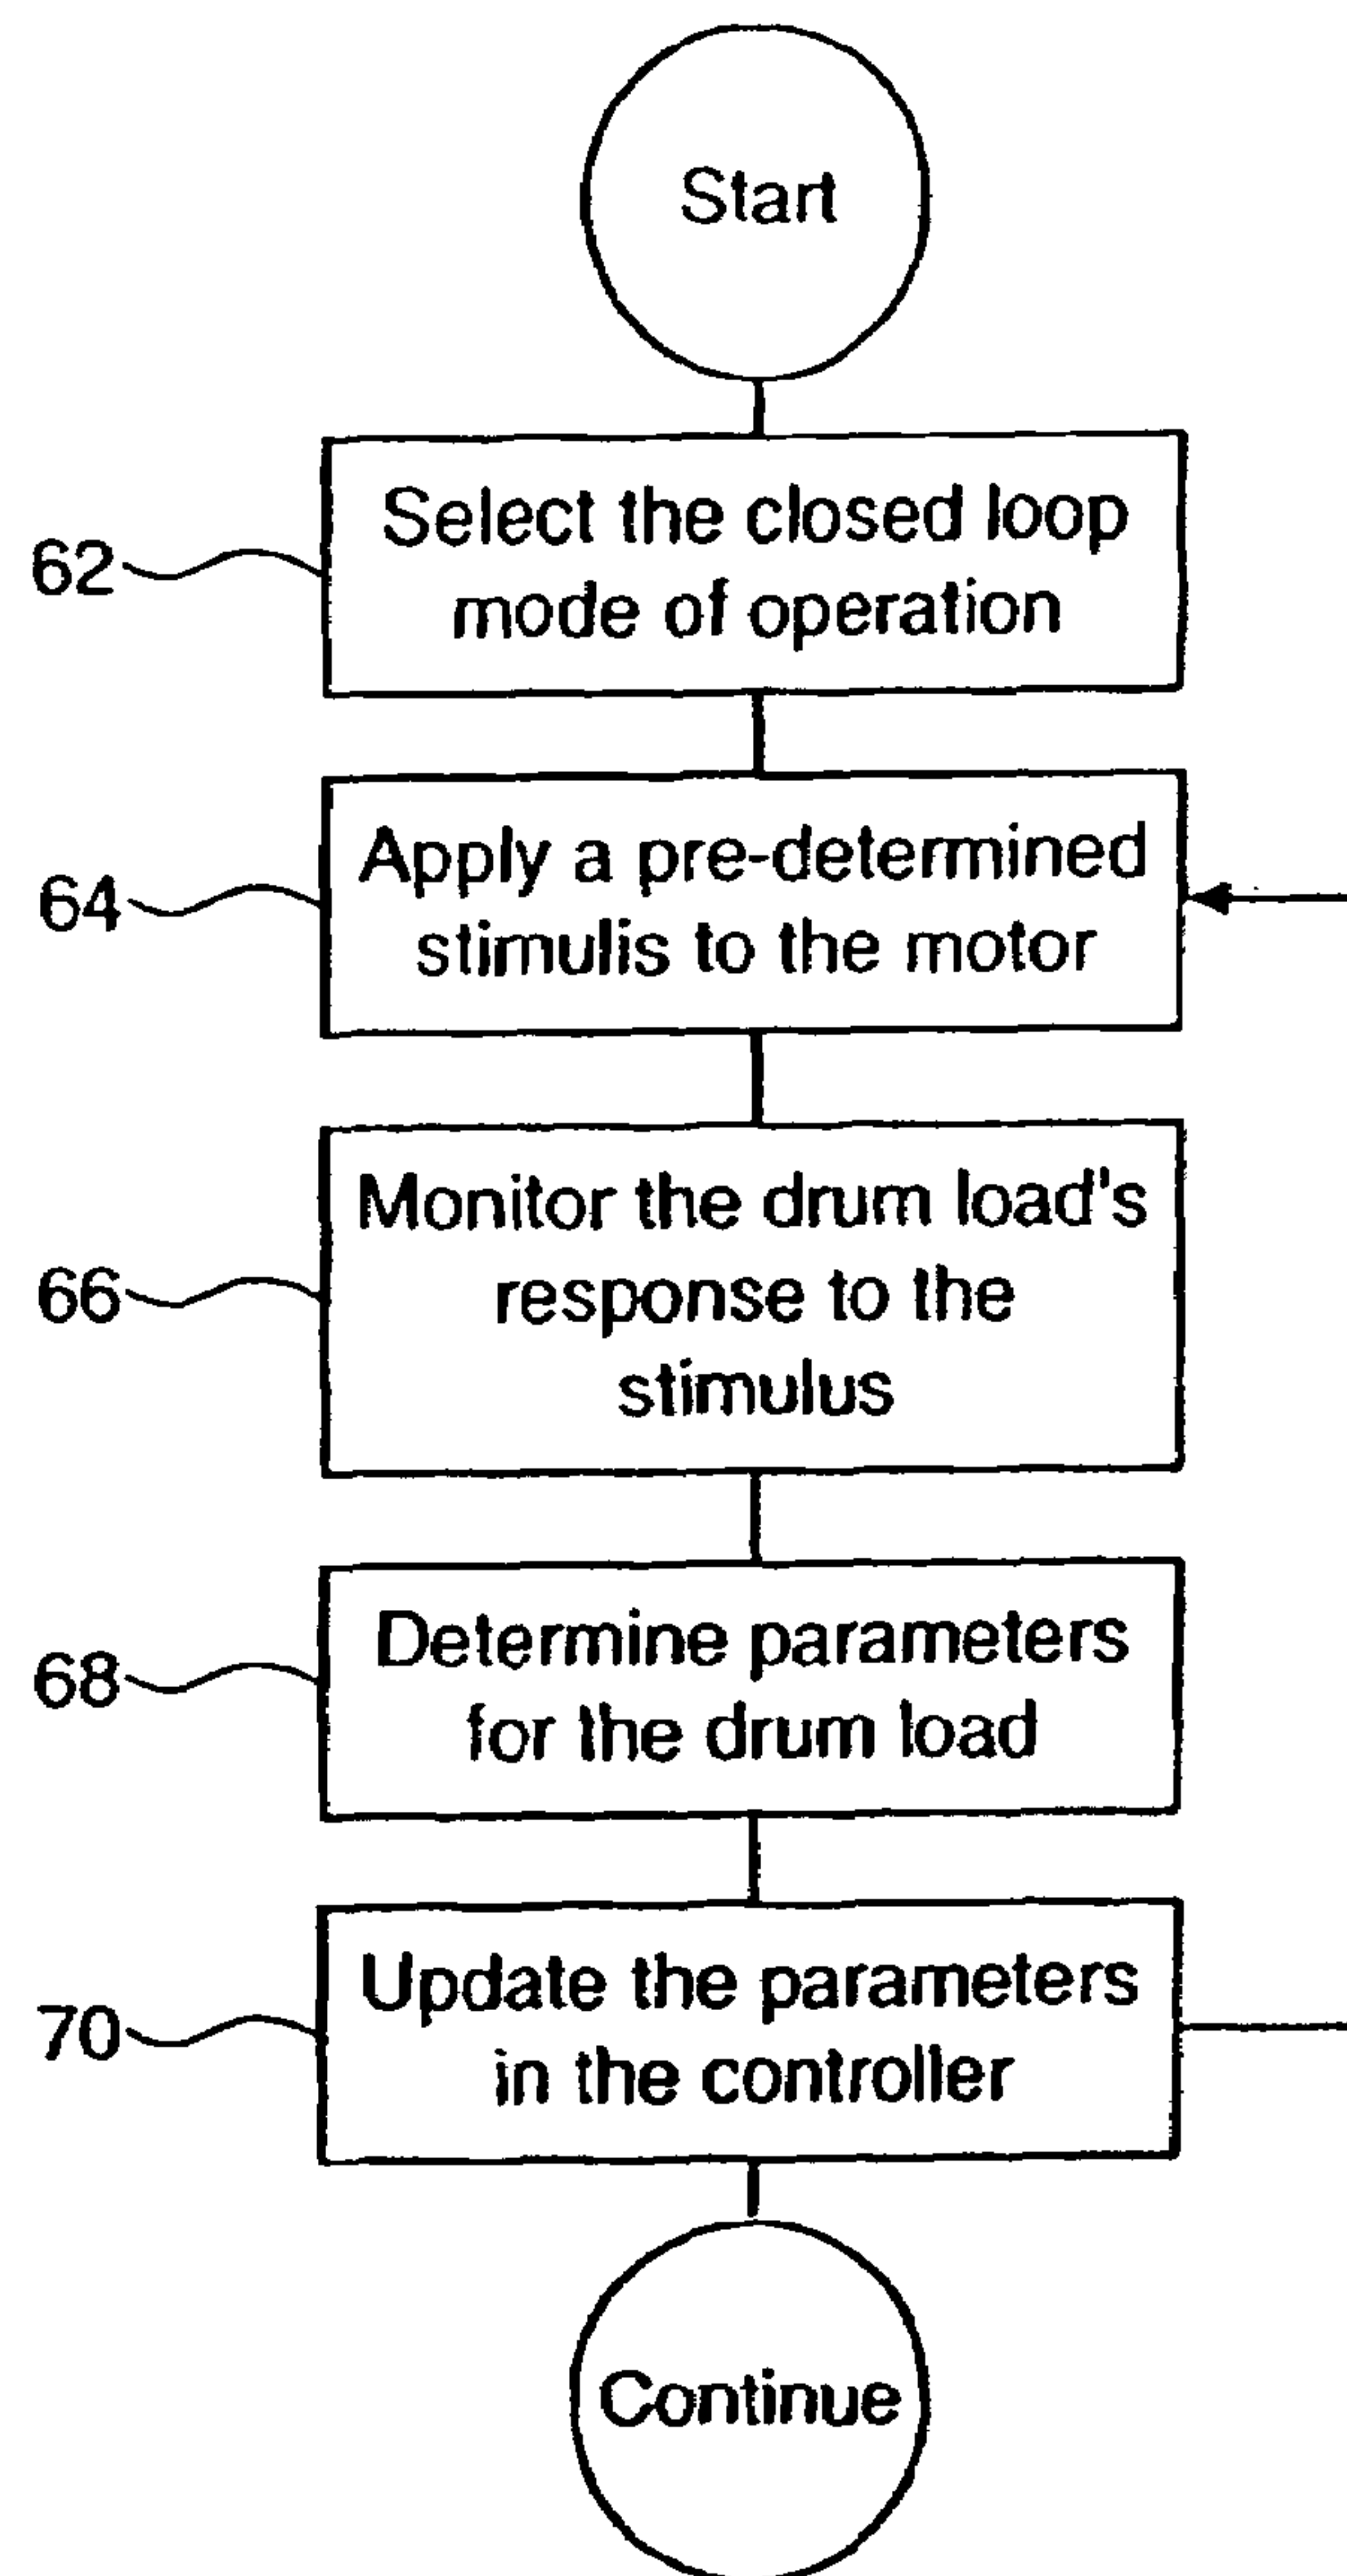 Start
62
Select the closed loop
mode of operation
64
Apply a pre-determined
stimulis to the motor
66
Monitor the drum load's
response to the
stimulus
68
Determine parameters
for the drum load
70
Update the parameters
in the controller
Continue